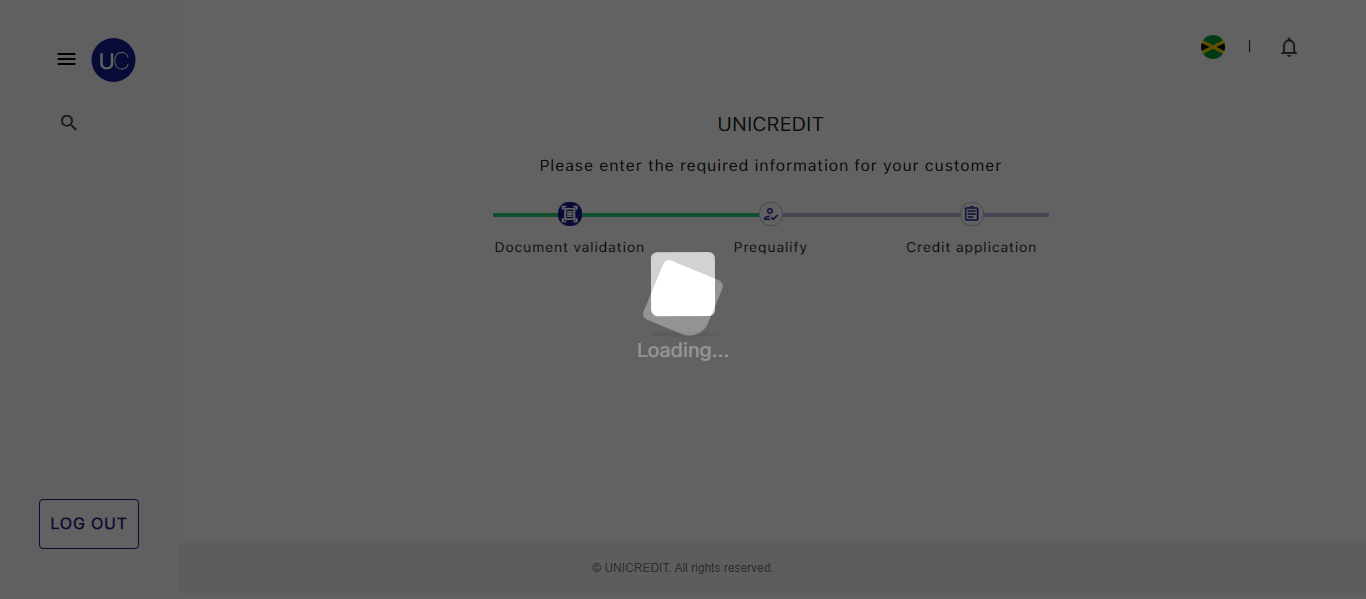 UC
UNICREDIT
Please enter the required information for your customer
Document validation
Prequalify
Credit application
Loading...
LOG OUT
© UNICREDIT. All rights reserved.